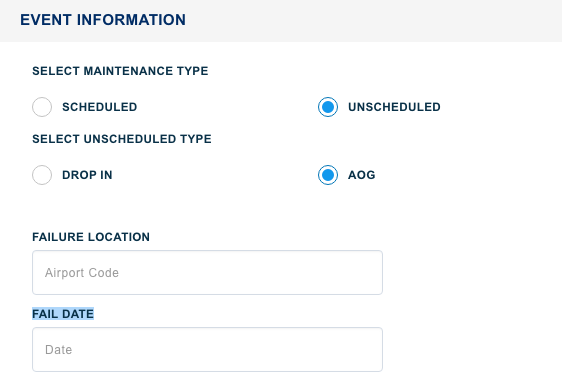 EVENT INFORMATION
SELECT MAINTENANCE TYPE
SCHEDULED UNSCHEDULED
SELECT UNSCHEDULED TYPE
DROP IN AOG
FAILURE LOCATION
Airport Code
FAIL DATE
Date